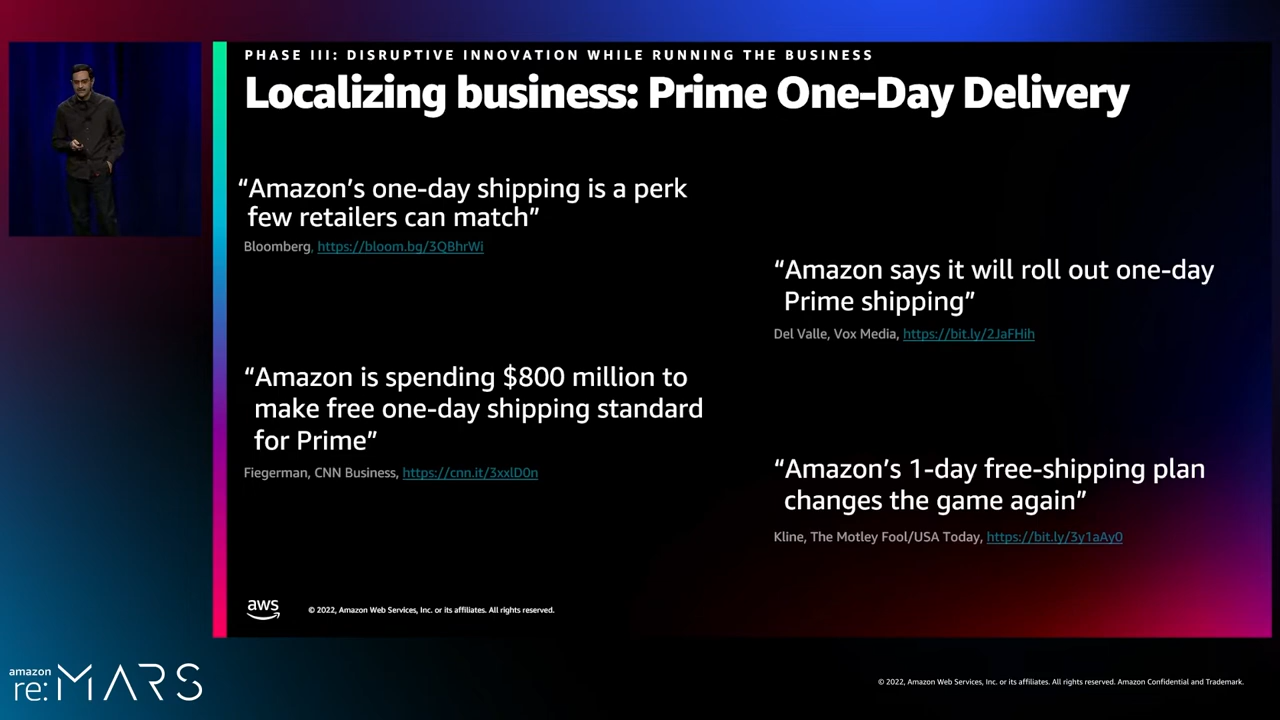 PHASE III: DISRUPTIVE INNOVATION WHILE RUNNING THE BUSINESS
Localizing business: Prime One-Day Delivery
“Amazon’s one-day shipping is a perk
few retailers can match”
Bloomberg, https://bloom.bg/3QBhrWi
“Amazon says it will roll out one-day
Prime shipping”
Del Valle, Vox Media, https://bit.ly/2JaFHih
“Amazon is spending $800 million to
make free one-day shipping standard
for Prime”
Fiegerman, CNN Business, https://cnn.it/3xxlD0n
“Amazon’s 1-day free-shipping plan
changes the game again”
Kline, The Motley Fool/USA Today, https://bit.ly/3y1aAy0
aws
© 2022, Amazon Web Services, Inc. or its affiliates. All rights reserved.
amazon
re:MARS
© 2022, Amazon Web Services, Inc. or its affiliates. All rights reserved. Amazon Confidential and Trademark.